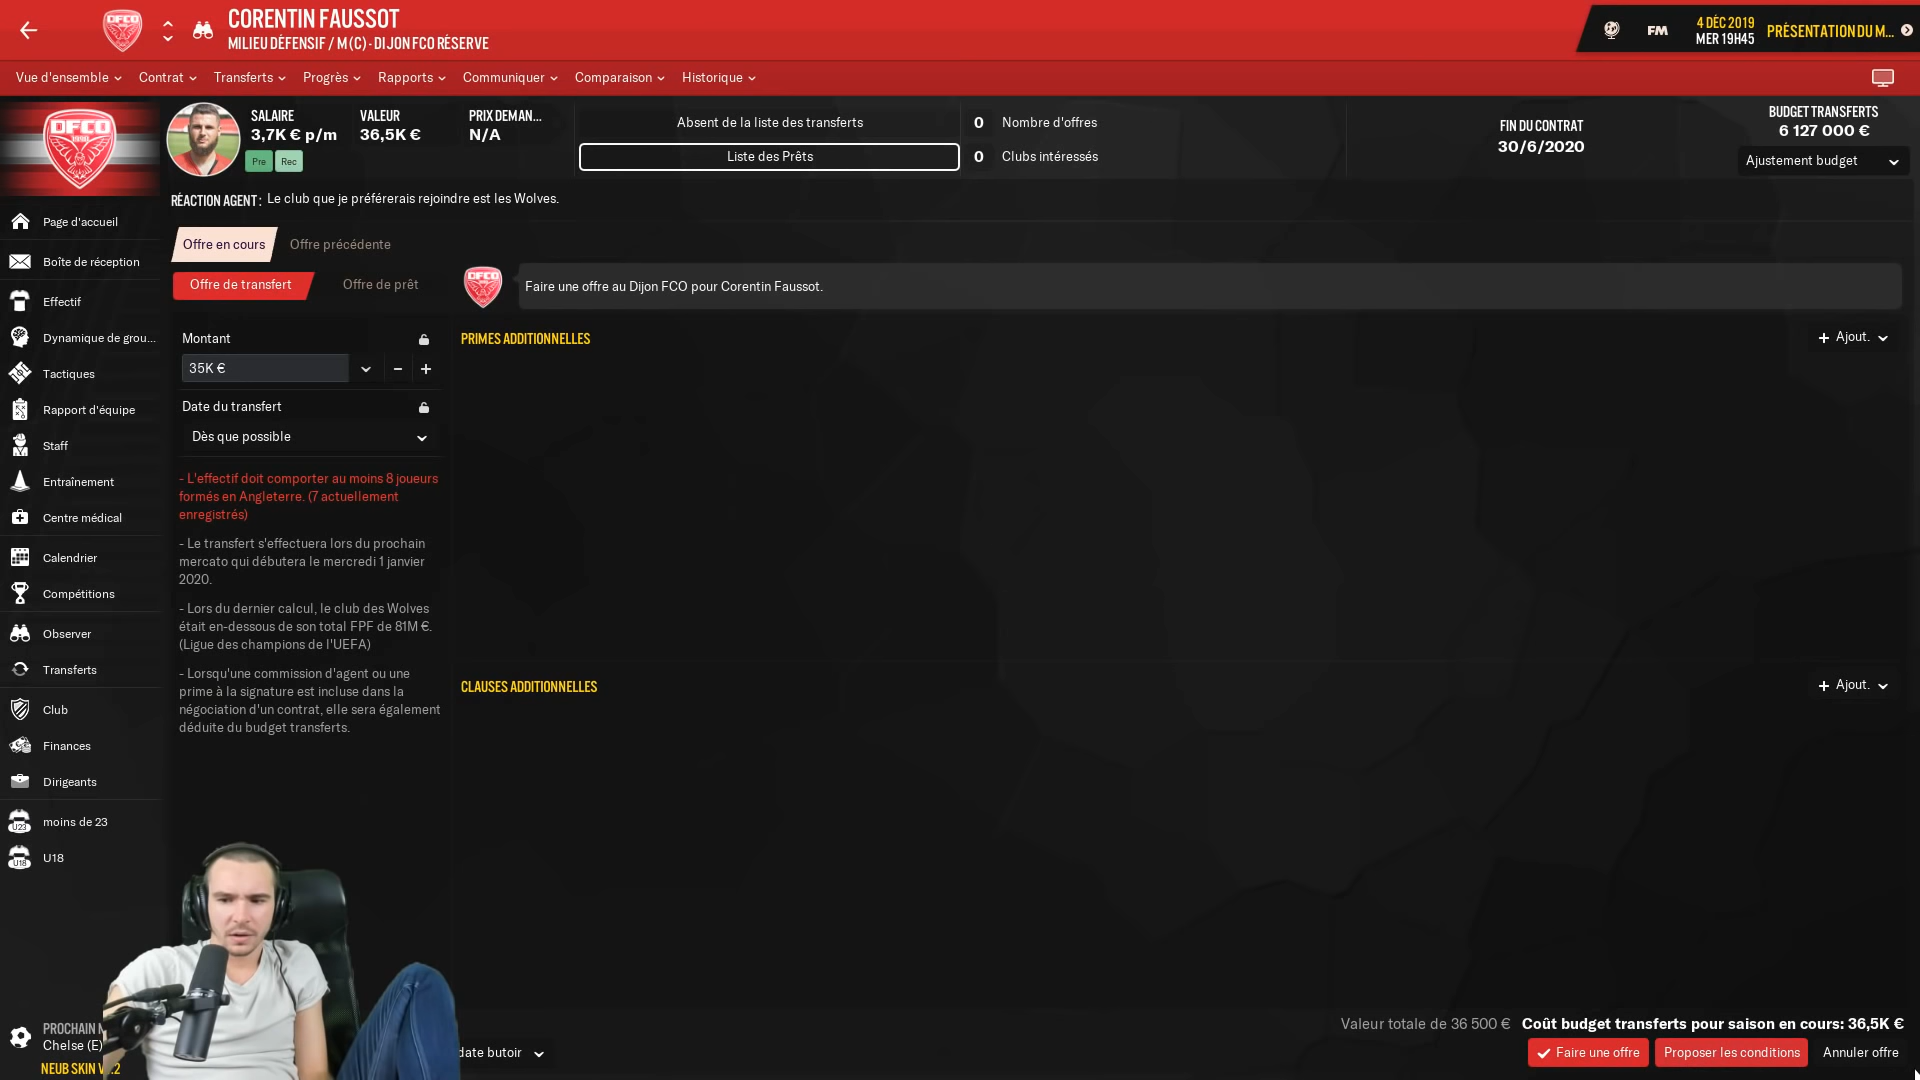 CORENTIN FAUSSOT
MILIEU DÉFENSIF / M (C) - DIJON FCO RÉSERVE
4 DÉC 2019
MER 19H45
PRÉSENTATION DU M...
FM
Vue d'ensemble
Contrat
Transferts
Progrès
Rapports
Communiquer
Comparaison
Historique
DFCO
SALAIRE
3,7K € p/m
VALEUR
36,5K €
PRIX DEMAN...
N/A
Pre
Rec
Absent de la liste des transferts
Liste des Prêts
0 Nombre d'offres
0 Clubs intéressés
FIN DU CONTRAT
30/6/2020
BUDGET TRANSFERTS
6 127 000 €
Ajustement budget
RÉACTION AGENT : Le club que je préférerais rejoindre est les Wolves.
Offre en cours
Offre précédente
Offre de transfert
Offre de prêt
DFCO
Faire une offre au Dijon FCO pour Corentin Faussot.
Montant
35K €
Date du transfert
Dès que possible
- L'effectif doit comporter au moins 8 joueurs
formés en Angleterre. (7 actuellement
enregistrés)
- Le transfert s'effectuera lors du prochain
mercato qui débutera le mercredi 1 janvier
2020.
- Lors du dernier calcul, le club des Wolves
était en-dessous de son total FPF de 81M €.
(Ligue des champions de l'UEFA)
- Lorsqu'une commission d'agent ou une
prime à la signature est incluse dans la
négociation d'un contrat, elle sera également
déduite du budget transferts.
PRIMES ADDITIONNELLES
Ajout.
CLAUSES ADDITIONNELLES
Ajout.
Page d'accueil
Boîte de réception
Effectif
Dynamique de grou...
Tactiques
Rapport d'équipe
Staff
Entraînement
Centre médical
Calendrier
Compétitions
Observer
Transferts
Club
Finances
Dirigeants
U23 moins de 23
U18 U18
PROCHAIN
Chelse (E)
NEUB SKIN
date butoir
Valeur totale de 36 500 €
Coût budget transferts pour saison en cours: 36,5K €
Faire une offre
Proposer les conditions
Annuler offre